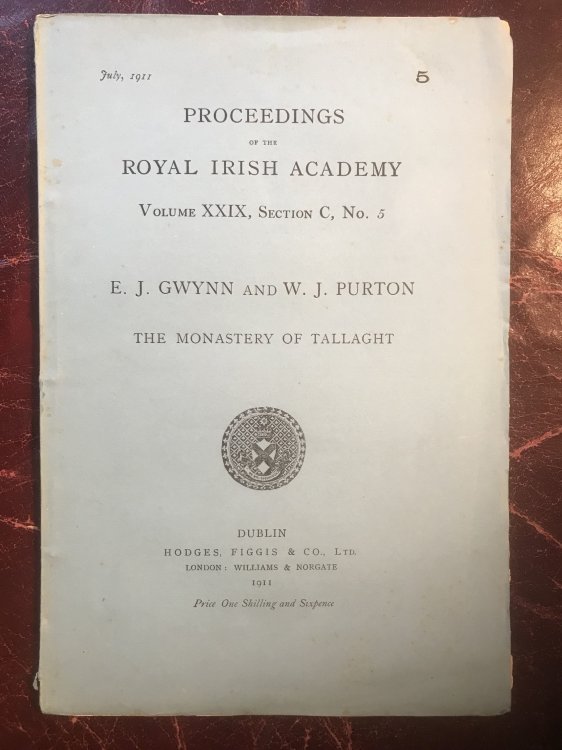 July, 1911
5
PROCEEDINGS
OF THE
ROYAL IRISH ACADEMY
VOLUME XXIX, SECTION C, No. 5
E. J. GWYNN AND W. J. PURTON
THE MONASTERY OF TALLAGHT
DUBLIN
HODGES, FIGGIS & CO., LTD.
LONDON: WILLIAMS & NORGATE
1911
Price One Shilling and Sixpence